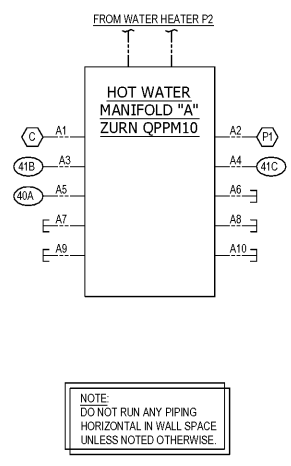 FROM WATER HEATER P2
HOT WATER
MANIFOLD "A"
ZURN QPPM10
C A1 A2 P1
41B A3 A4 41C
40A A5 A6
A7 A8
A9 A10
NOTE:
DO NOT RUN ANY PIPING
HORIZONTAL IN WALL SPACE
UNLESS NOTED OTHERWISE.